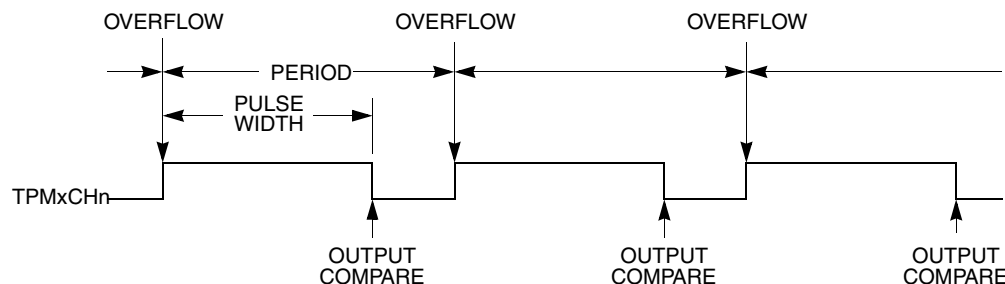 OVERFLOW OVERFLOW OVERFLOW
PERIOD
PULSE
WIDTH
TPMxCHn
OUTPUT OUTPUT OUTPUT
COMPARE COMPARE COMPARE